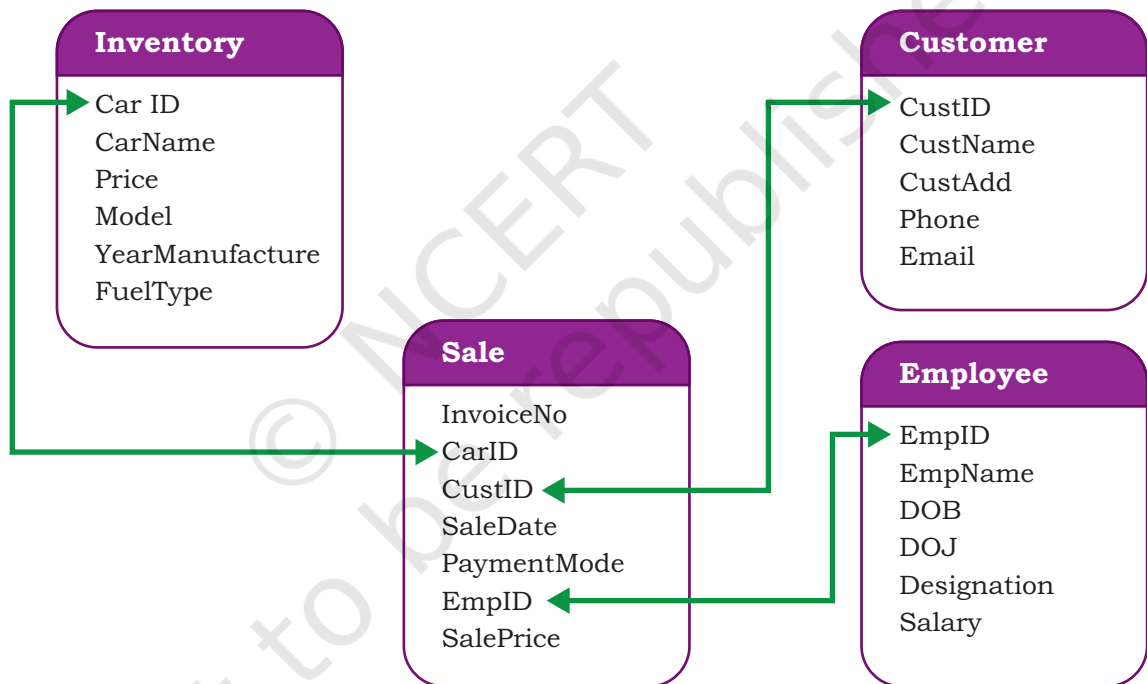 Inventory
Car ID
CarName
Price
Model
YearManufacture
FuelType
Customer
CustID
CustName
CustAdd
Phone
Email
Sale
InvoiceNo
CarID
CustID
SaleDate
PaymentMode
EmpID
SalePrice
Employee
EmpID
EmpName
DOB
DOJ
Designation
Salary
© NCERT
to be republishe